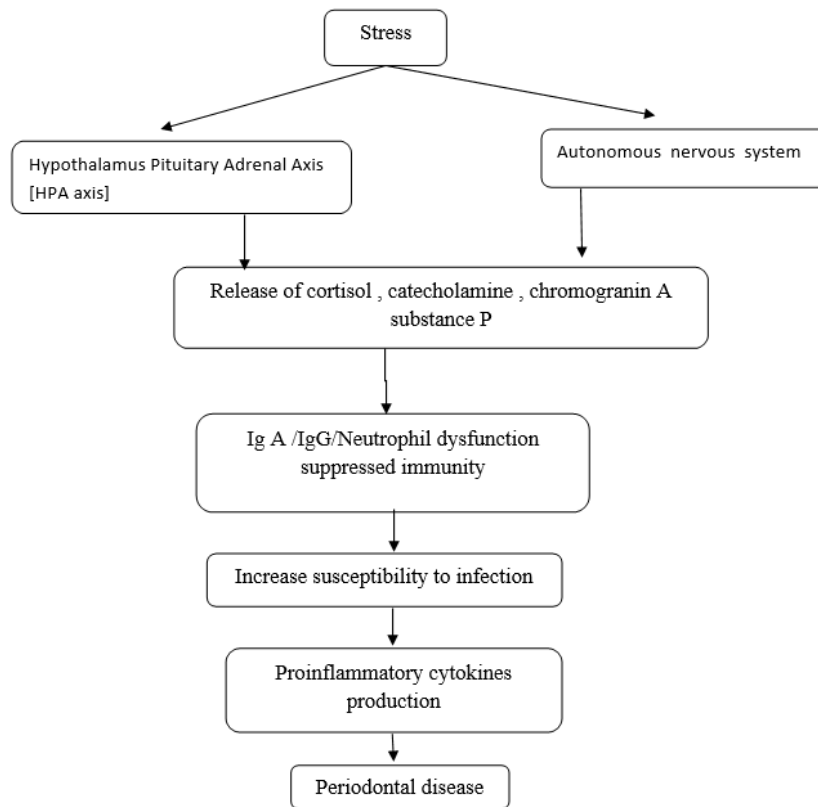 Stress
Hypothalamus Pituitary Adrenal Axis
[HPA axis]
Autonomous nervous system
Release of cortisol , catecholamine , chromogranin A
substance P
Ig A /IgG/Neutrophil dysfunction
suppressed immunity
Increase susceptibility to infection
Proinflammatory cytokines
production
Periodontal disease